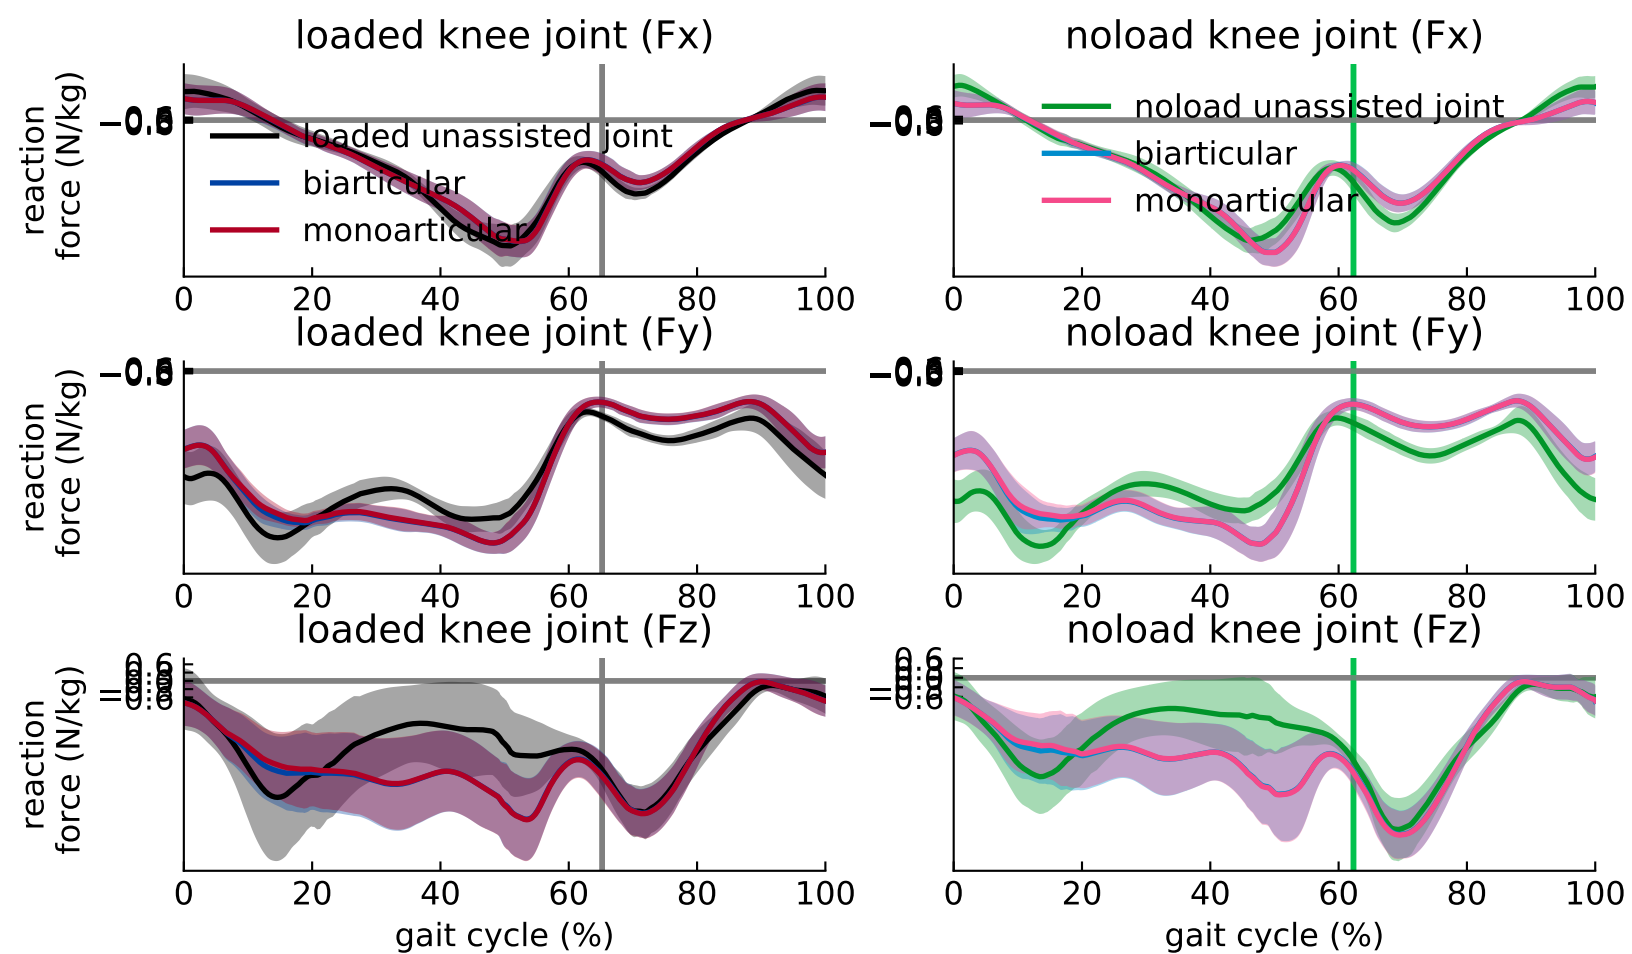 loaded knee joint (Fx)
noload knee joint (Fx)
reaction
force (N/kg)
loaded unassisted joint
biarticular
monoarticular
noload unassisted joint
biarticular
monoarticular
0 20 40 60 80 100
0 20 40 60 80 100
loaded knee joint (Fy)
noload knee joint (Fy)
reaction
force (N/kg)
0 20 40 60 80 100
0 20 40 60 80 100
loaded knee joint (Fz)
noload knee joint (Fz)
reaction
force (N/kg)
0.6
0.6
0 20 40 60 80 100
0 20 40 60 80 100
gait cycle (%)
gait cycle (%)